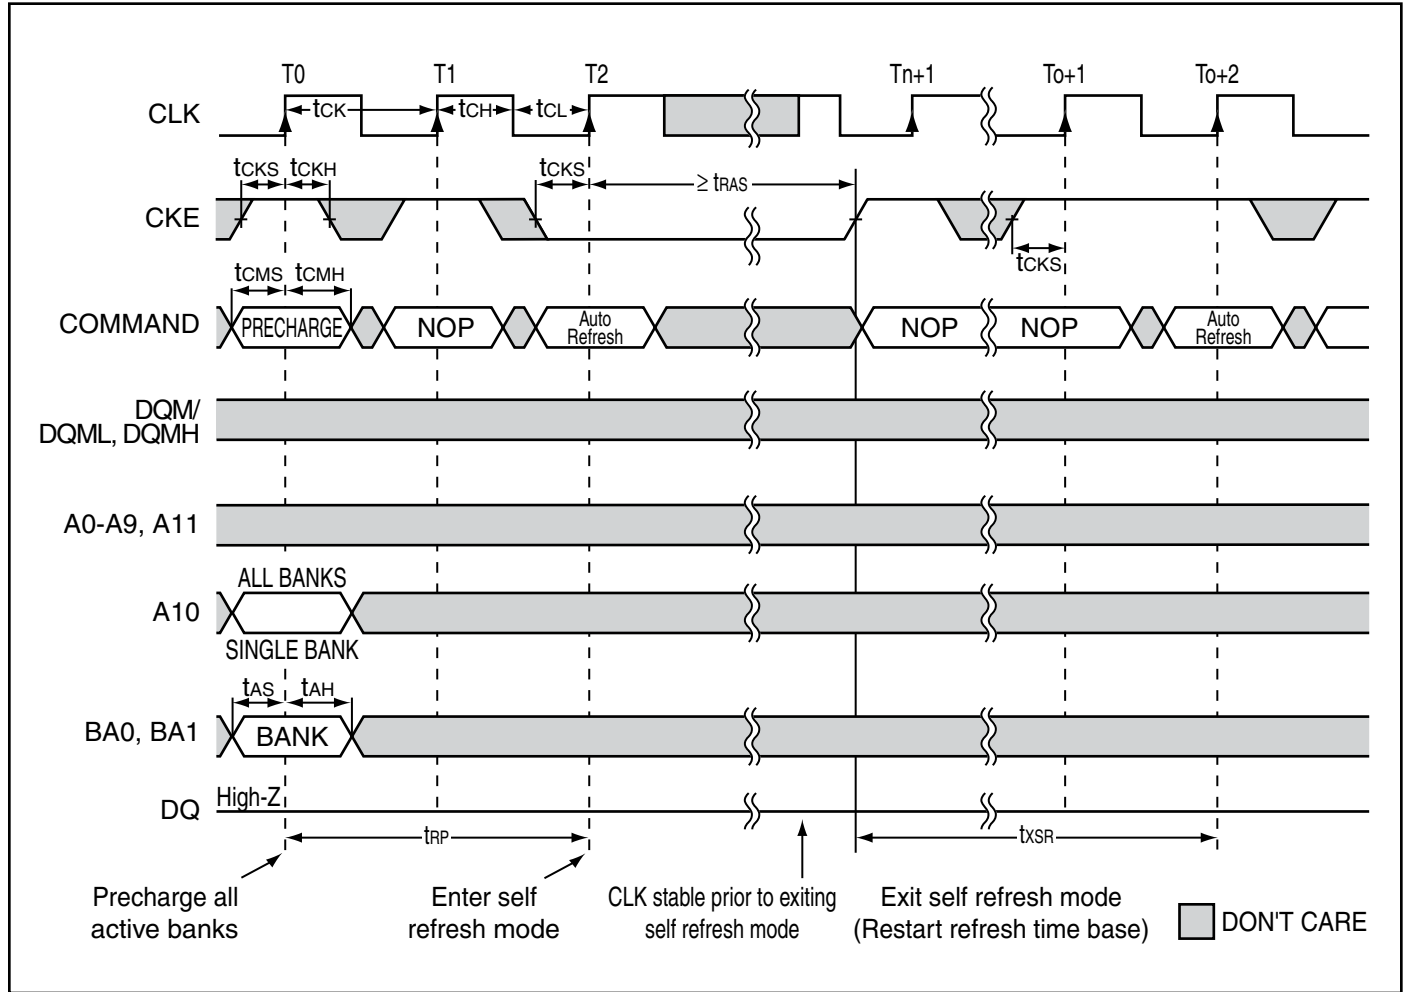 T0 T1 T2 Tn+1 To+1 To+2
CLK tCK tCH tCL
tCKS tCKH tCKS ≥ tRAS
CKE
tCKS
tCMS tCMH
COMMAND PRECHARGE NOP Auto Refresh NOP NOP Auto Refresh
DQM/
DQML, DQMH
A0-A9, A11
ALL BANKS
A10
SINGLE BANK
tAS tAH
BA0, BA1 BANK
DQ High-Z
tRP tXSR
Precharge all
active banks
Enter self
refresh mode
CLK stable prior to exiting
self refresh mode
Exit self refresh mode
(Restart refresh time base)
DON'T CARE